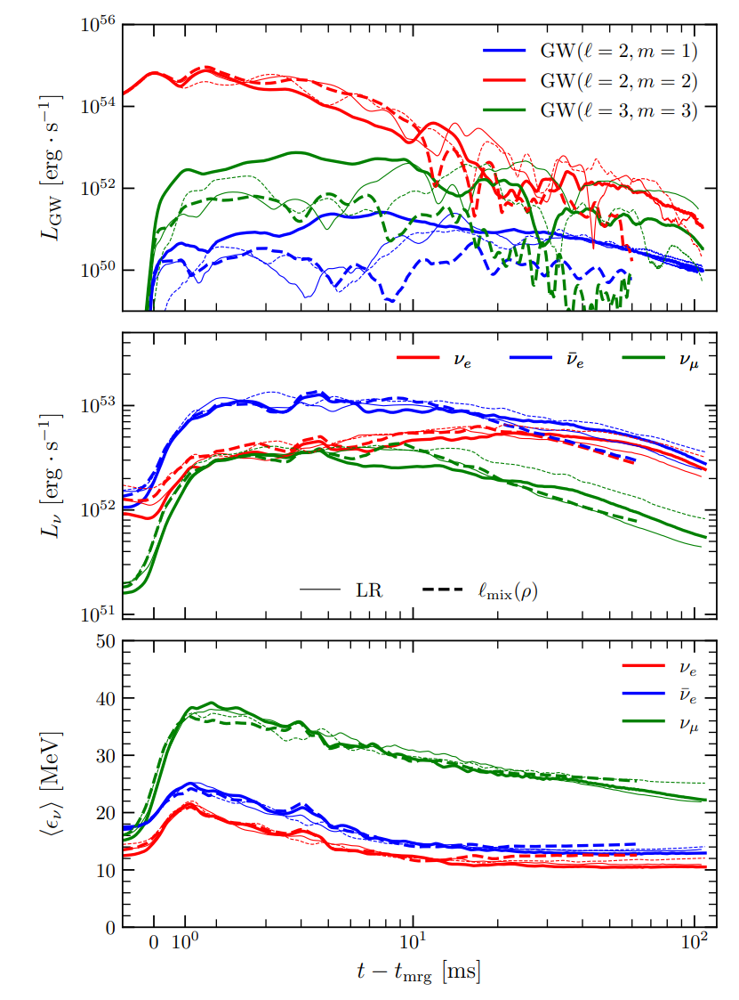 10^56
10^54
10^52
10^50
L_GW [erg · s^−1]
GW(ℓ = 2, m = 1)
GW(ℓ = 2, m = 2)
GW(ℓ = 3, m = 3)
10^53
10^52
10^51
L_ν [erg · s^−1]
ν_e ν̄_e ν_μ
LR ℓ_mix(ρ)
50
40
30
20
10
0
⟨ϵ_ν⟩ [MeV]
ν_e
ν̄_e
ν_μ
0 10^0 10^1 10^2
t − t_mrg [ms]